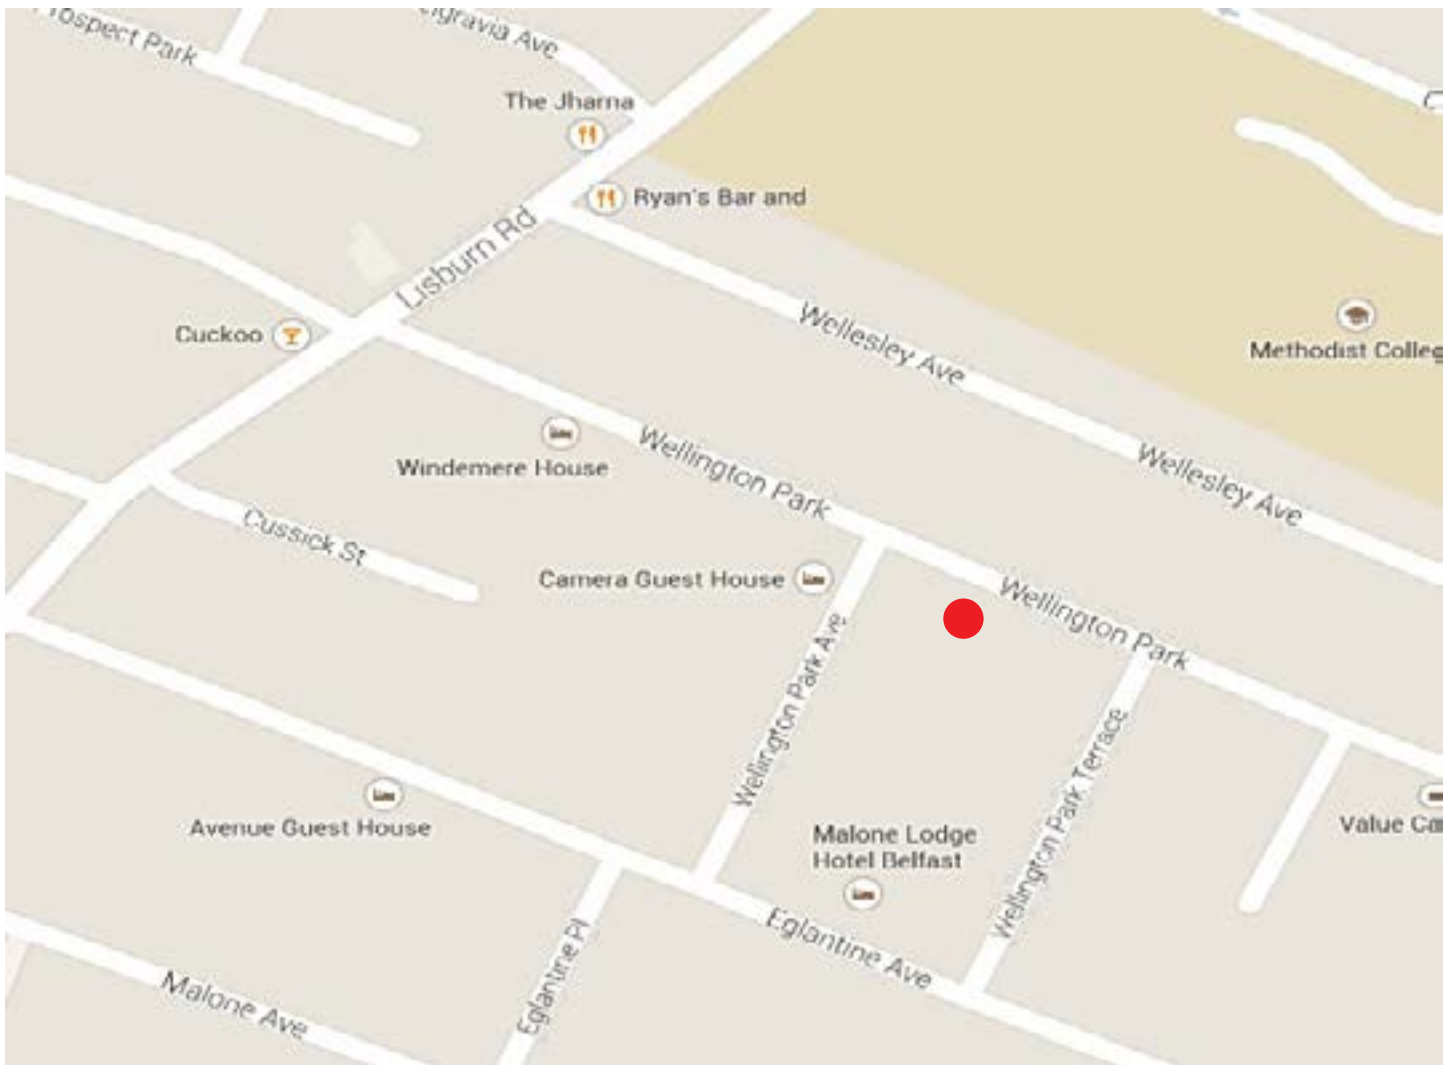 Prospect Park
The Jharna
Ryan's Bar and
Lisburn Rd
Cuckoo
Wellesley Ave
Methodist Colleg
Windemere House
Wellington Park
Wellesley Ave
Cussick St
Camera Guest House
Wellington Park
Wellington Park Ave
Wellington Park Terrace
Avenue Guest House
Malone Lodge
Hotel Belfast
Value
Eglantine Ave
Eglantine Pl
Malone Ave